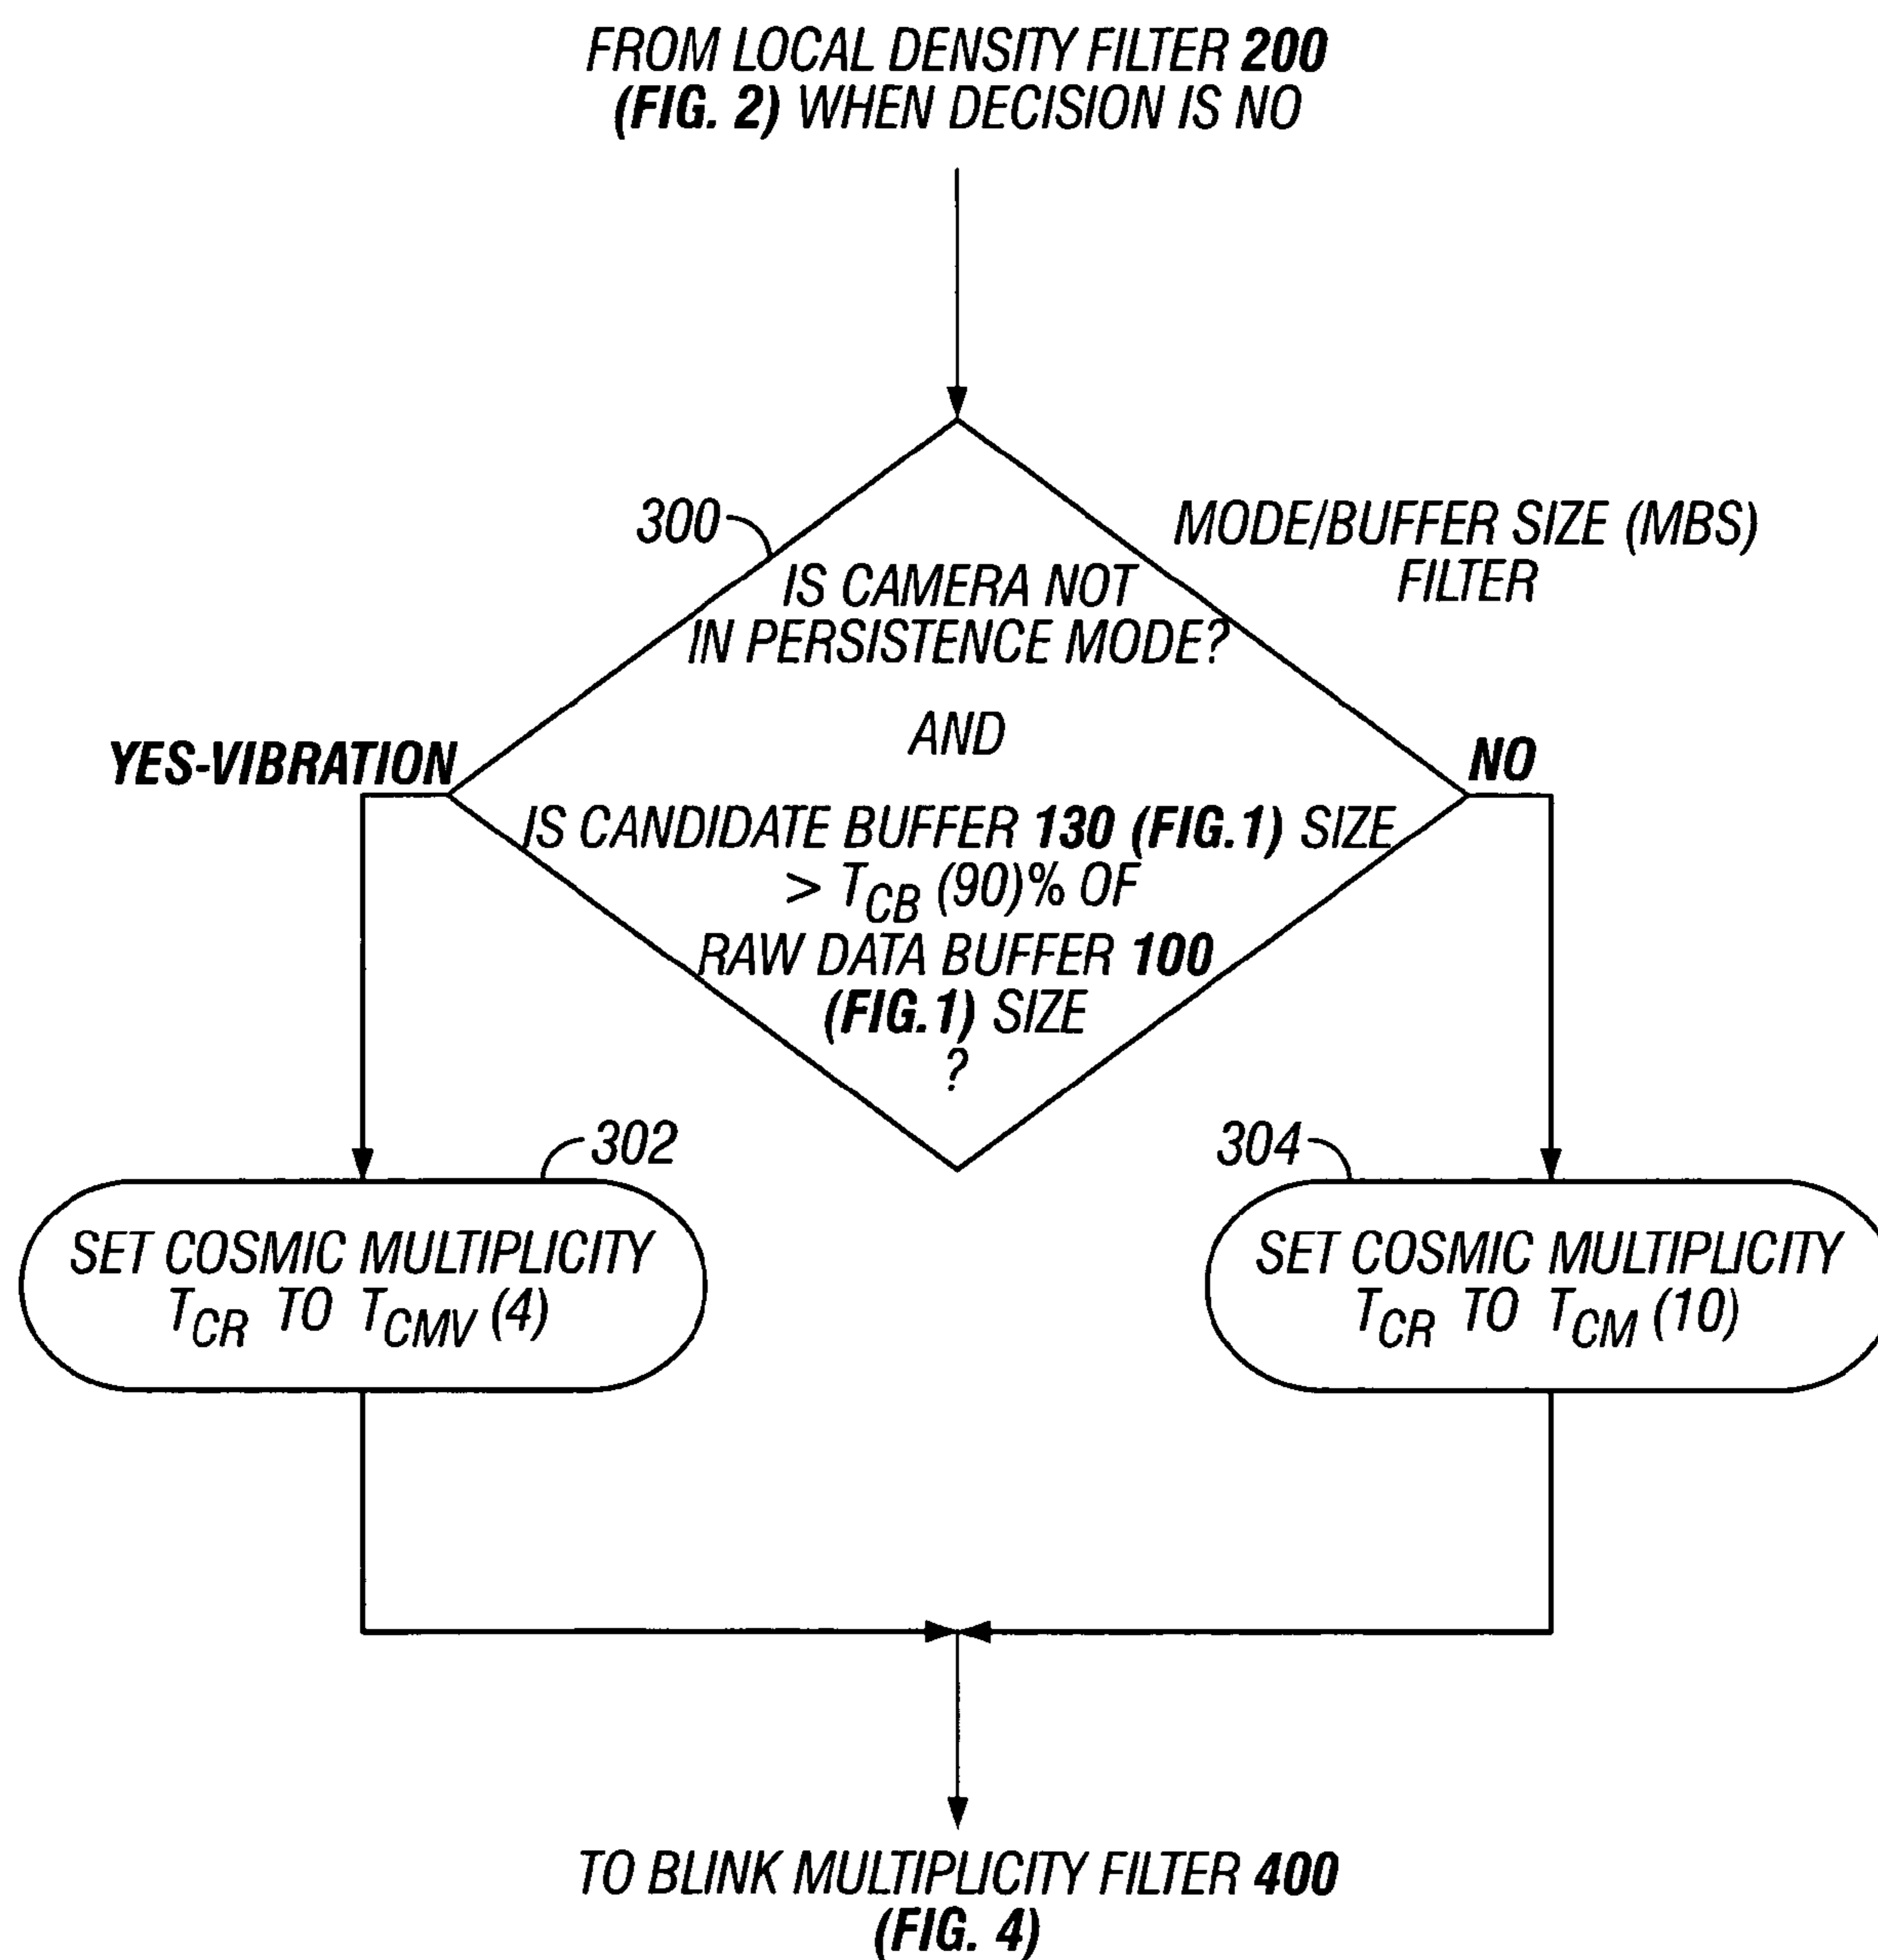 FROM LOCAL DENSITY FILTER 200
(FIG. 2) WHEN DECISION IS NO
300
MODE/BUFFER SIZE (MBS)
FILTER
IS CAMERA NOT
IN PERSISTENCE MODE?
AND
YES-VIBRATION
NO
IS CANDIDATE BUFFER 130 (FIG.1) SIZE
> TCB (90)% OF
RAW DATA BUFFER 100
(FIG.1) SIZE
?
302
304
SET COSMIC MULTIPLICITY
TCR TO TCMV (4)
SET COSMIC MULTIPLICITY
TCR TO TCM (10)
TO BLINK MULTIPLICITY FILTER 400
(FIG. 4)